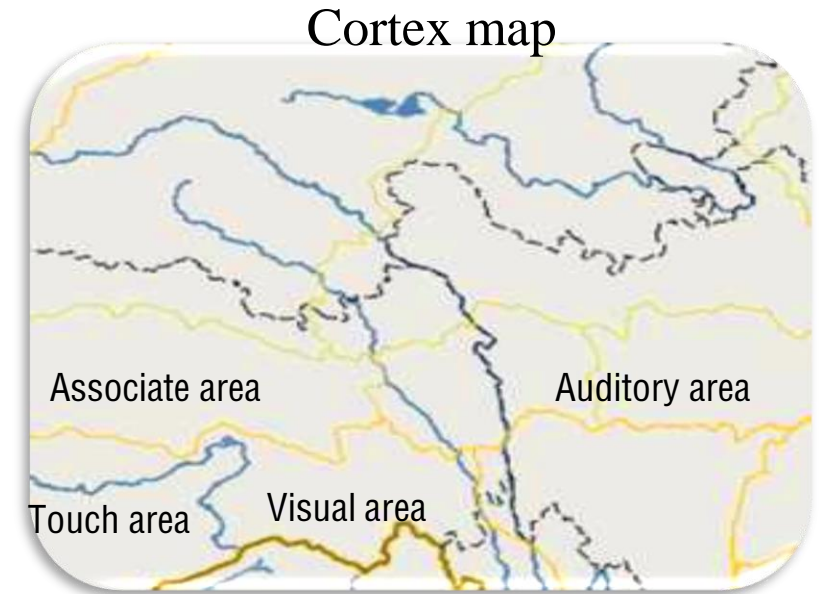 Cortex map
Associate area
Auditory area
Touch area
Visual area